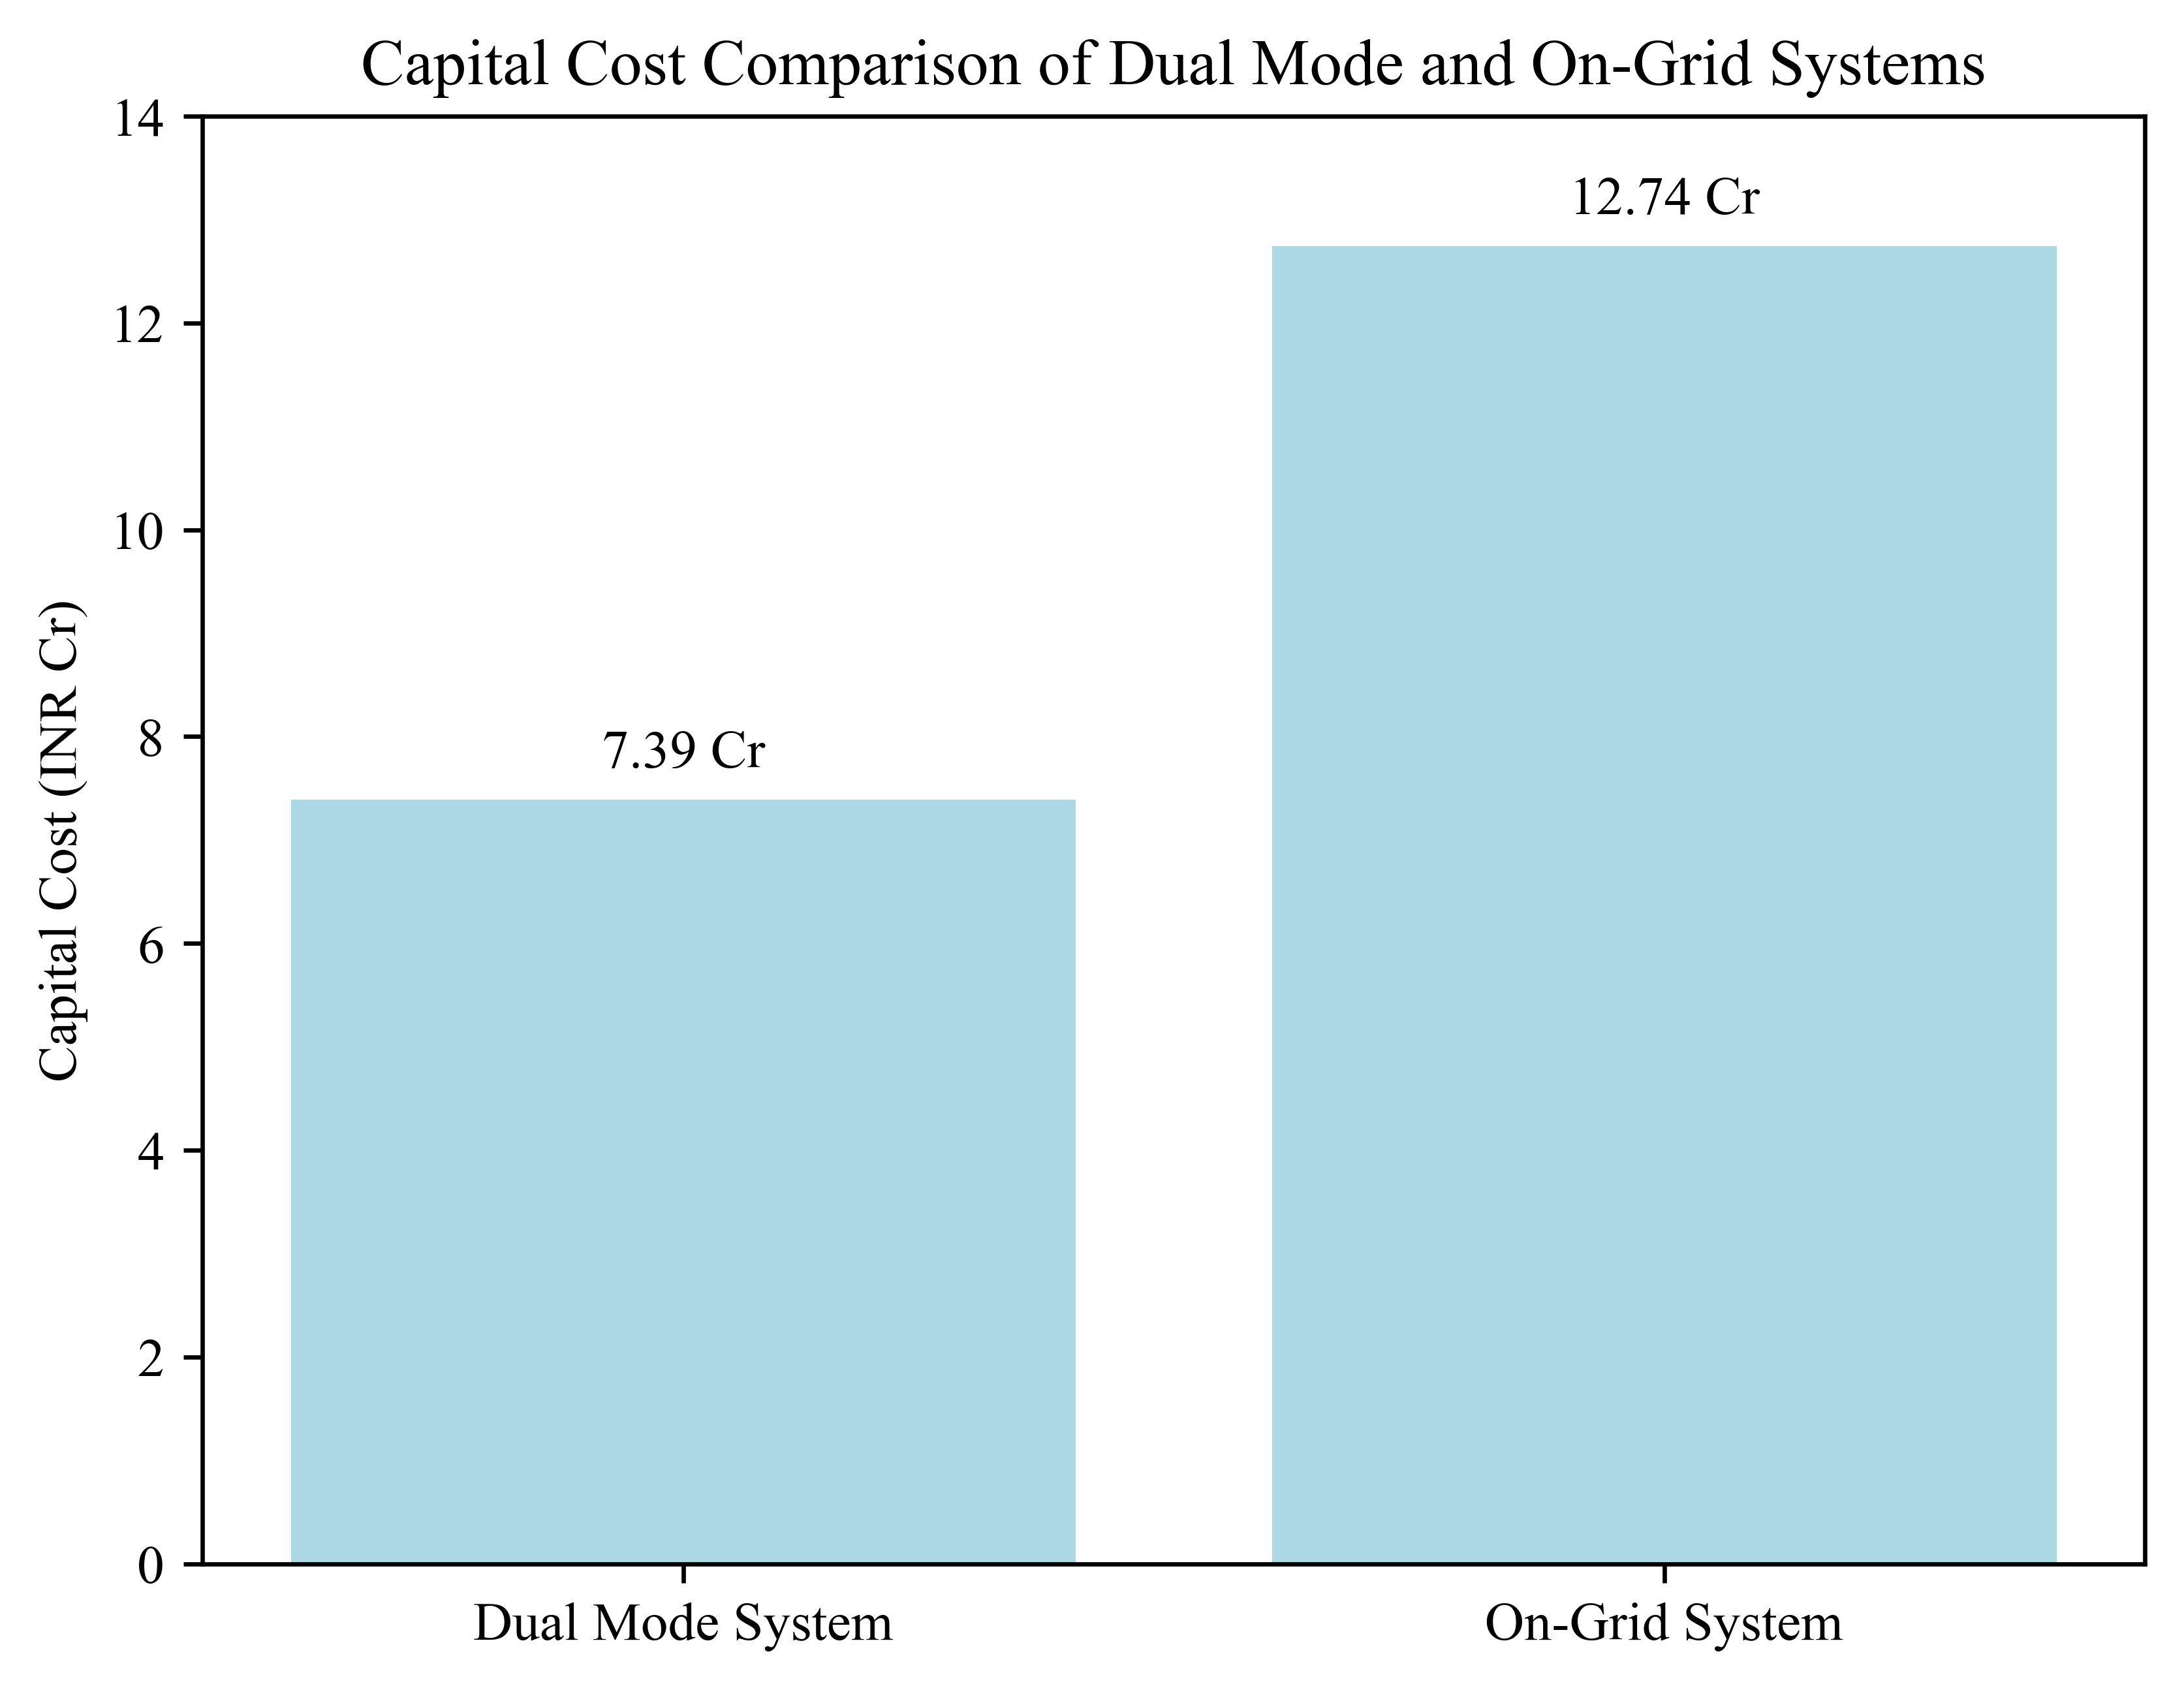 Capital Cost Comparison of Dual Mode and On-Grid Systems
14
12.74 Cr
12
10
Capital Cost (INR Cr)
8
7.39 Cr
6
4
2
0
Dual Mode System
On-Grid System